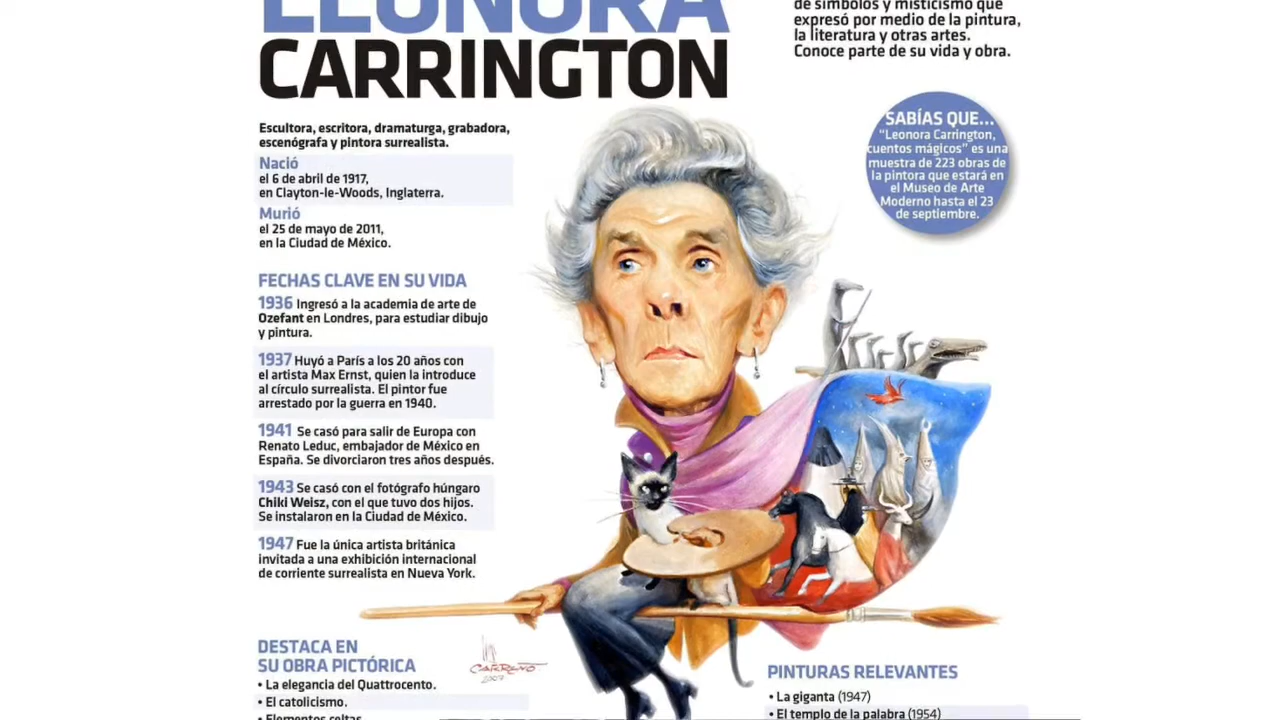 LEONORA
CARRINGTON
de símbolos y misticismo que
expresó por medio de la pintura,
la literatura y otras artes.
Conoce parte de su vida y obra.
Escultora, escritora, dramaturga, grabadora,
escenógrafa y pintora surrealista.
Nació
el 6 de abril de 1917,
en Clayton-le-Woods, Inglaterra.
Murió
el 25 de mayo de 2011,
en la Ciudad de México.
SABÍAS QUE...
“Leonora Carrington,
cuentos mágicos” es una
muestra de 223 obras de
la pintora que estará en
el Museo de Arte
Moderno hasta el 23
de septiembre.
FECHAS CLAVE EN SU VIDA
1936 Ingresó a la academia de arte de
Ozefant en Londres, para estudiar dibujo
y pintura.
1937 Huyó a París a los 20 años con
el artista Max Ernst, quien la introduce
al círculo surrealista. El pintor fue
arrestado por la guerra en 1940.
1941 Se casó para salir de Europa con
Renato Leduc, embajador de México en
España. Se divorciaron tres años después.
1943 Se casó con el fotógrafo húngaro
Chiki Weisz, con el que tuvo dos hijos.
Se instalaron en la Ciudad de México.
1947 Fue la única artista británica
invitada a una exhibición internacional
de corriente surrealista en Nueva York.
CARREÑO
DESTACA EN
SU OBRA PICTÓRICA
• La elegancia del Quattrocento.
• El catolicismo.
• Elementos celtas.
PINTURAS RELEVANTES
• La giganta (1947)
• El templo de la palabra (1954)